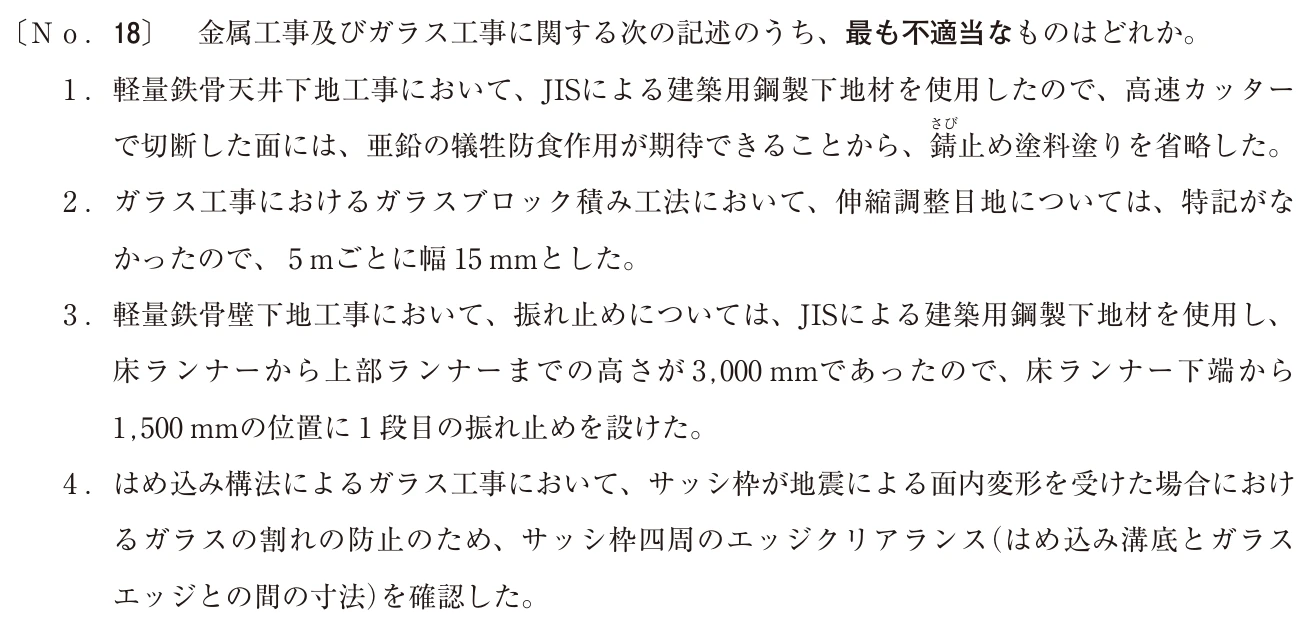 〔No. 18〕 金属工事及びガラス工事に関する次の記述のうち、最も不適当なものはどれか。
1. 軽量鉄骨天井下地工事において、JISによる建築用鋼製下地材を使用したので、高速カッター
さび
で切断した面には、亜鉛の犠牲防食作用が期待できることから、錆止め塗料塗りを省略した。
2. ガラス工事におけるガラスブロック積み工法において、伸縮調整目地については、特記がな
かったので、5 mごとに幅 15 mmとした。
3. 軽量鉄骨壁下地工事において、振れ止めについては、JISによる建築用鋼製下地材を使用し、
床ランナーから上部ランナーまでの高さが 3,000 mmであったので、床ランナー下端から
1,500 mmの位置に 1 段目の振れ止めを設けた。
4. はめ込み構法によるガラス工事において、サッシ枠が地震による面内変形を受けた場合におけ
るガラスの割れの防止のため、サッシ枠四周のエッジクリアランス(はめ込み溝底とガラス
エッジとの間の寸法)を確認した。